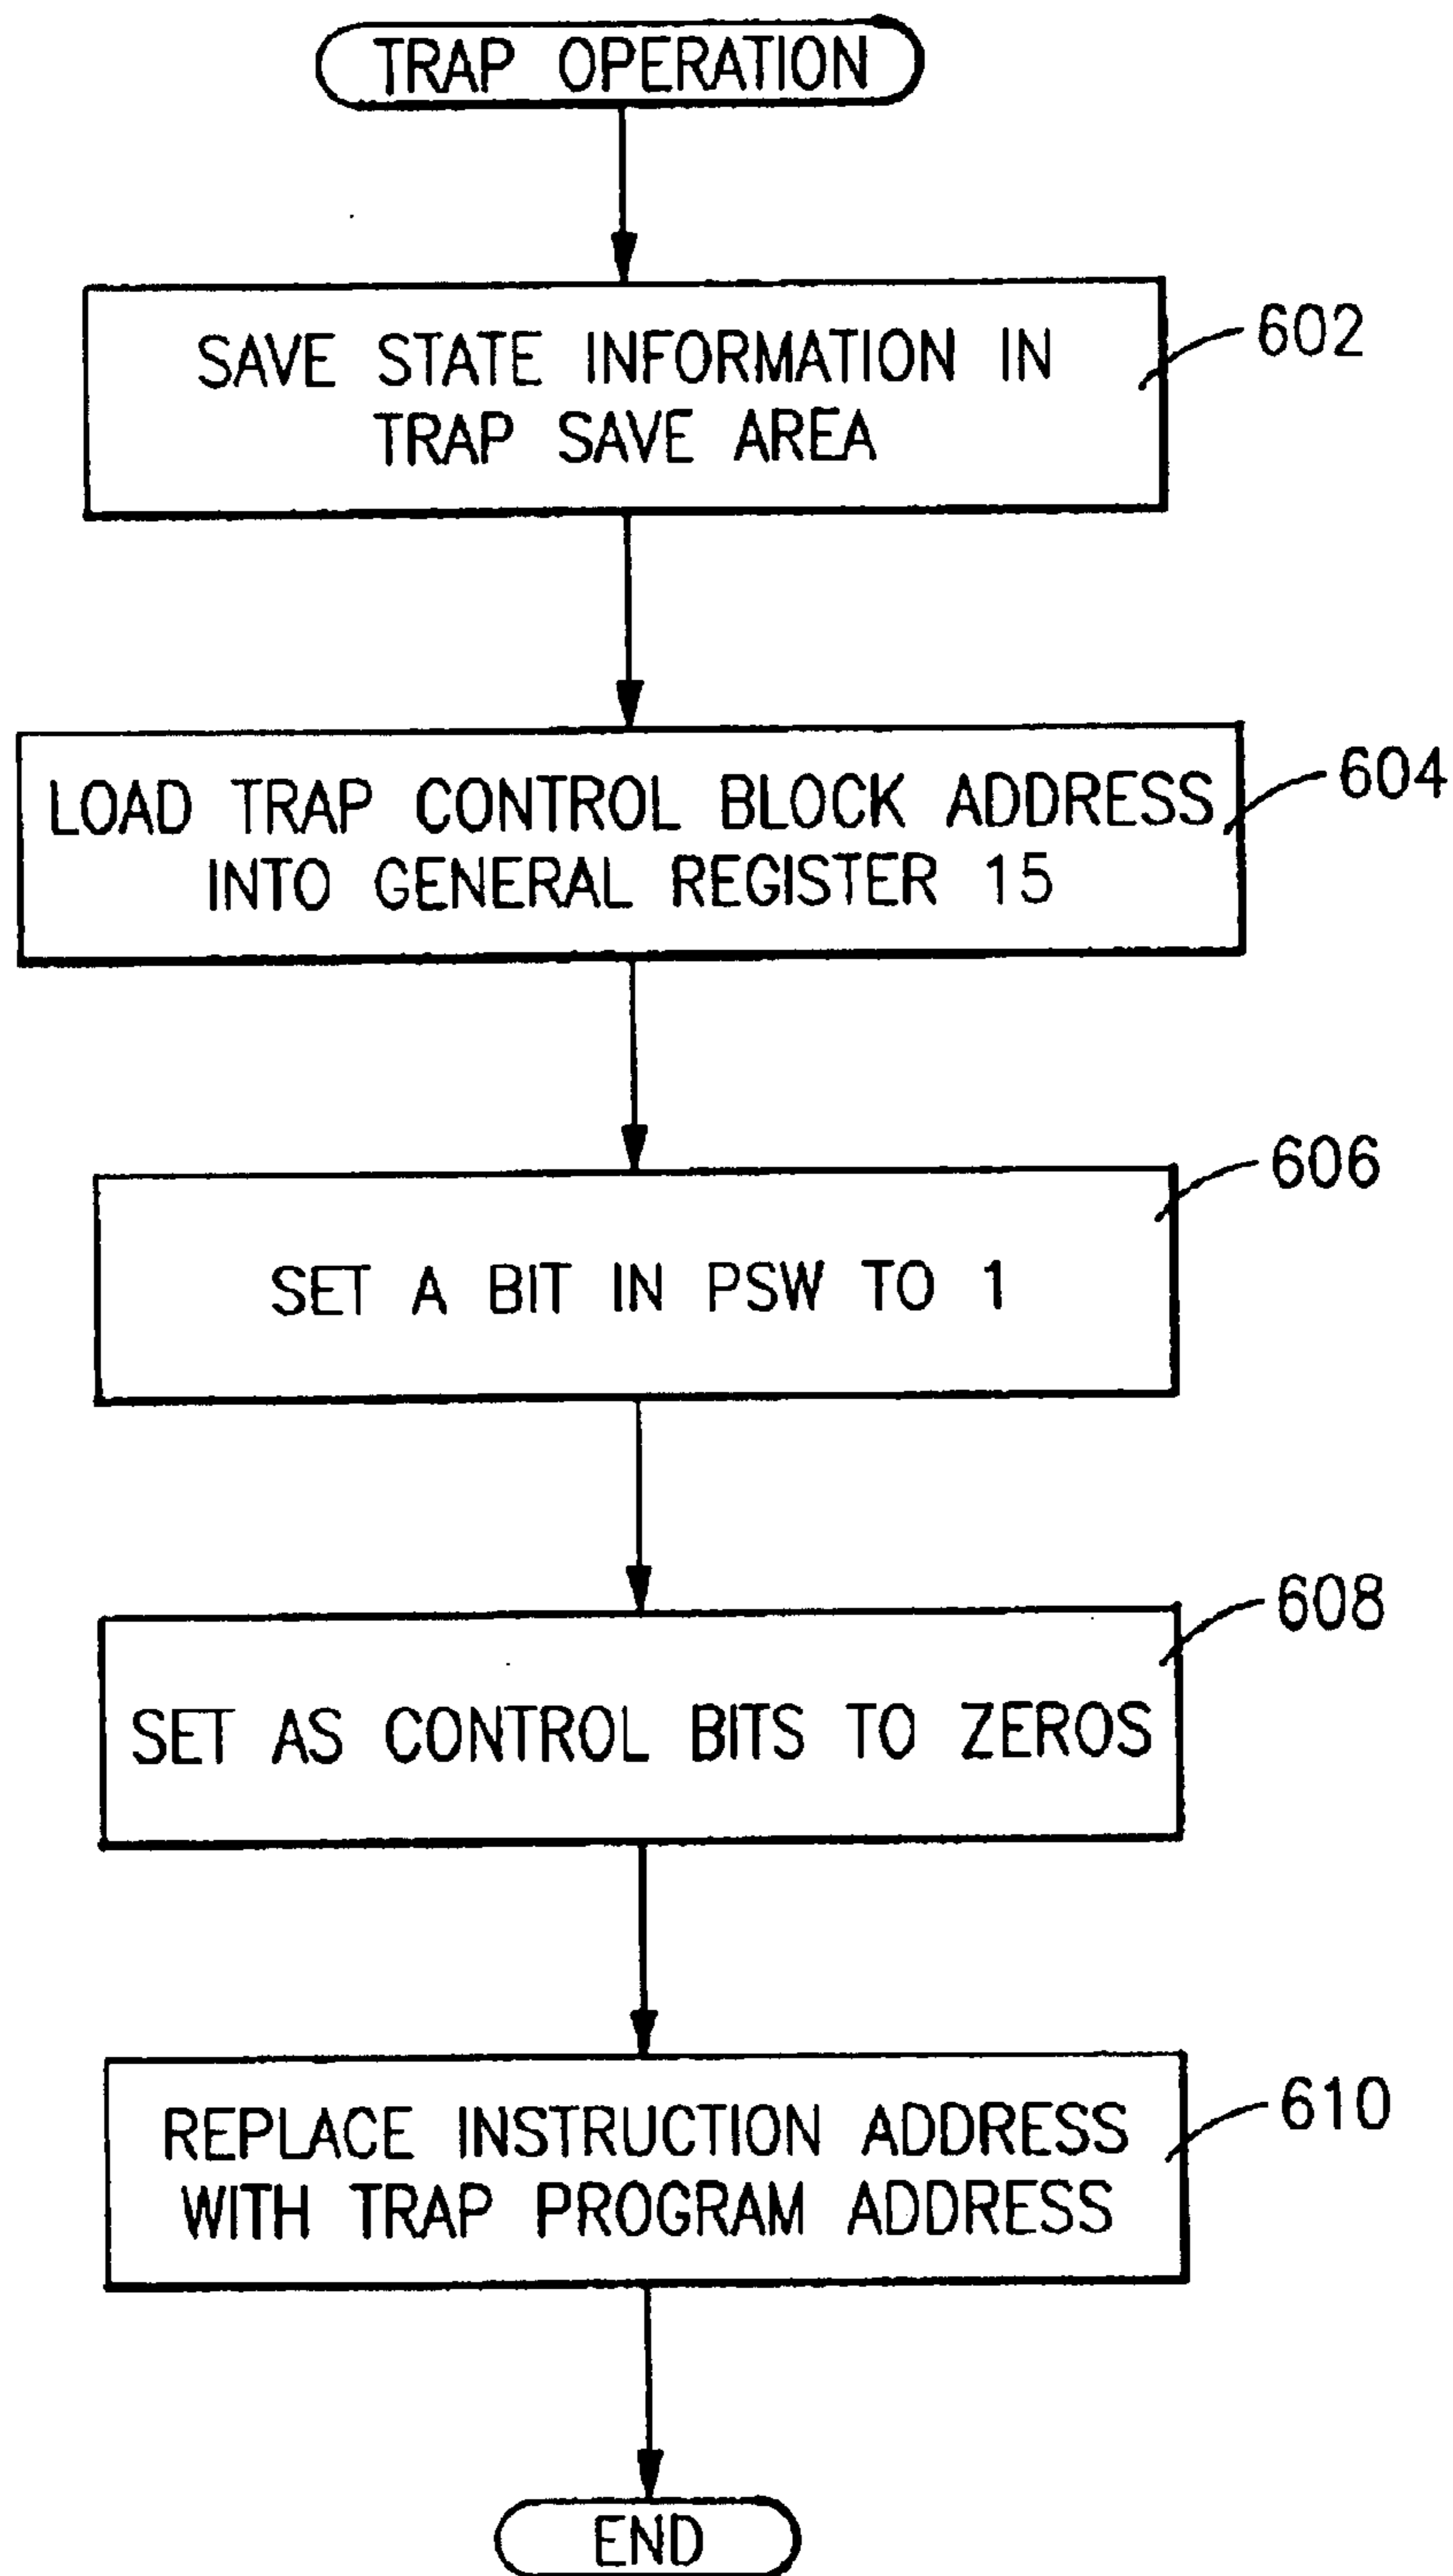 TRAP OPERATION
SAVE STATE INFORMATION IN
TRAP SAVE AREA
602
LOAD TRAP CONTROL BLOCK ADDRESS
INTO GENERAL REGISTER 15
604
SET A BIT IN PSW TO 1
606
SET AS CONTROL BITS TO ZEROS
608
REPLACE INSTRUCTION ADDRESS
WITH TRAP PROGRAM ADDRESS
610
END